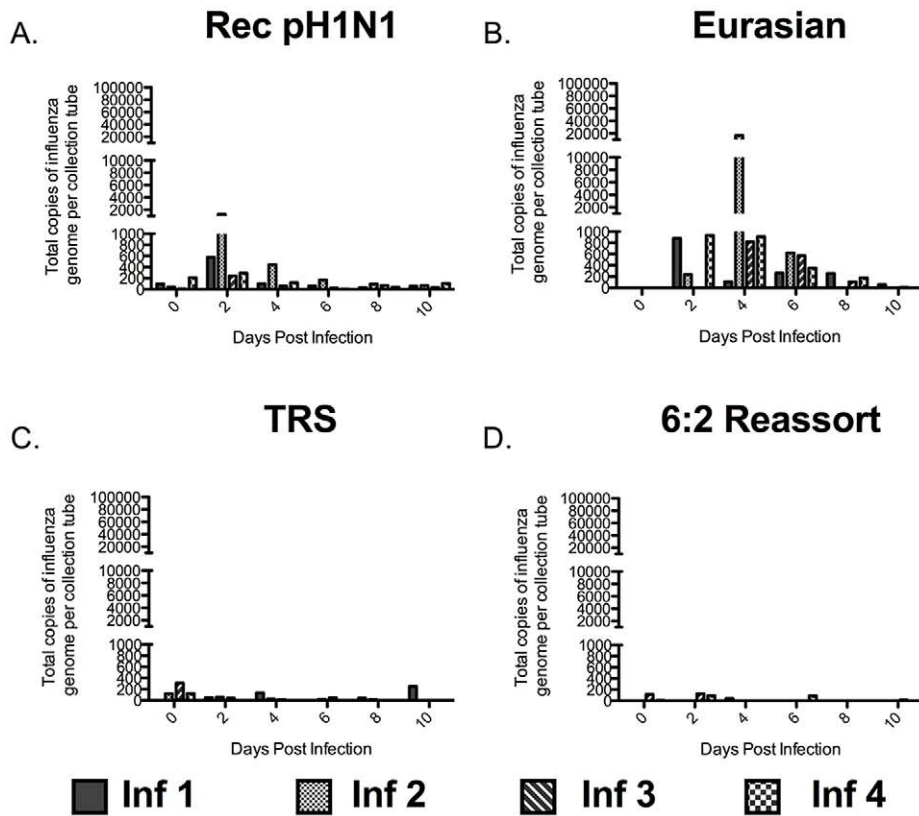 A.
Rec pH1N1
Total copies of influenza
genome per collection tube
100000
80000
60000
40000
20000
10000
8000
6000
4000
2000
1000
800
600
400
200
0
0 2 4 6 8 10
Days Post Infection
B.
Eurasian
Total copies of influenza
genome per collection tube
100000
80000
60000
40000
20000
10000
8000
6000
4000
2000
1000
800
600
400
200
0
0 2 4 6 8 10
Days Post Infection
C.
TRS
Total copies of influenza
genome per collection tube
100000
80000
60000
40000
20000
10000
8000
6000
4000
2000
1000
800
600
400
200
0
0 2 4 6 8 10
Days Post Infection
D.
6:2 Reassort
Total copies of influenza
genome per collection tube
100000
80000
60000
40000
20000
10000
8000
6000
4000
2000
1000
800
600
400
200
0
0 2 4 6 8 10
Days Post Infection
Inf 1 Inf 2 Inf 3 Inf 4